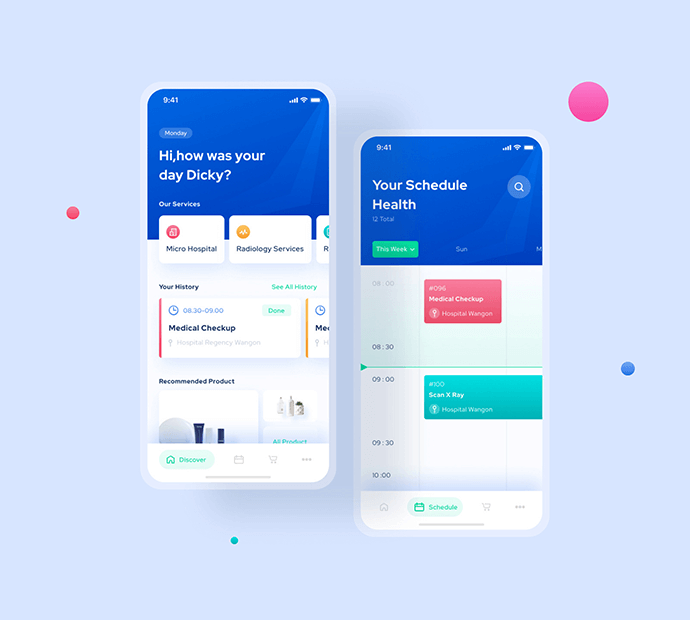 9:41
Monday
Hi,how was your
day Dicky?
Our Services
Micro Hospital
Radiology Services
R
Your History
See All History
08.30-09.00
Done
Medical Checkup
Hospital Regency Wangon
Mec
H
Recommended Product
All Product
Discover
9:41
Your Schedule
Health
12 Total
This Week
Sun
M
08 : 00
#096
Medical Checkup
Hospital Wangon
08 : 30
09 : 00
#100
Scan X Ray
Hospital Wangon
09 : 30
10 :00
Schedule